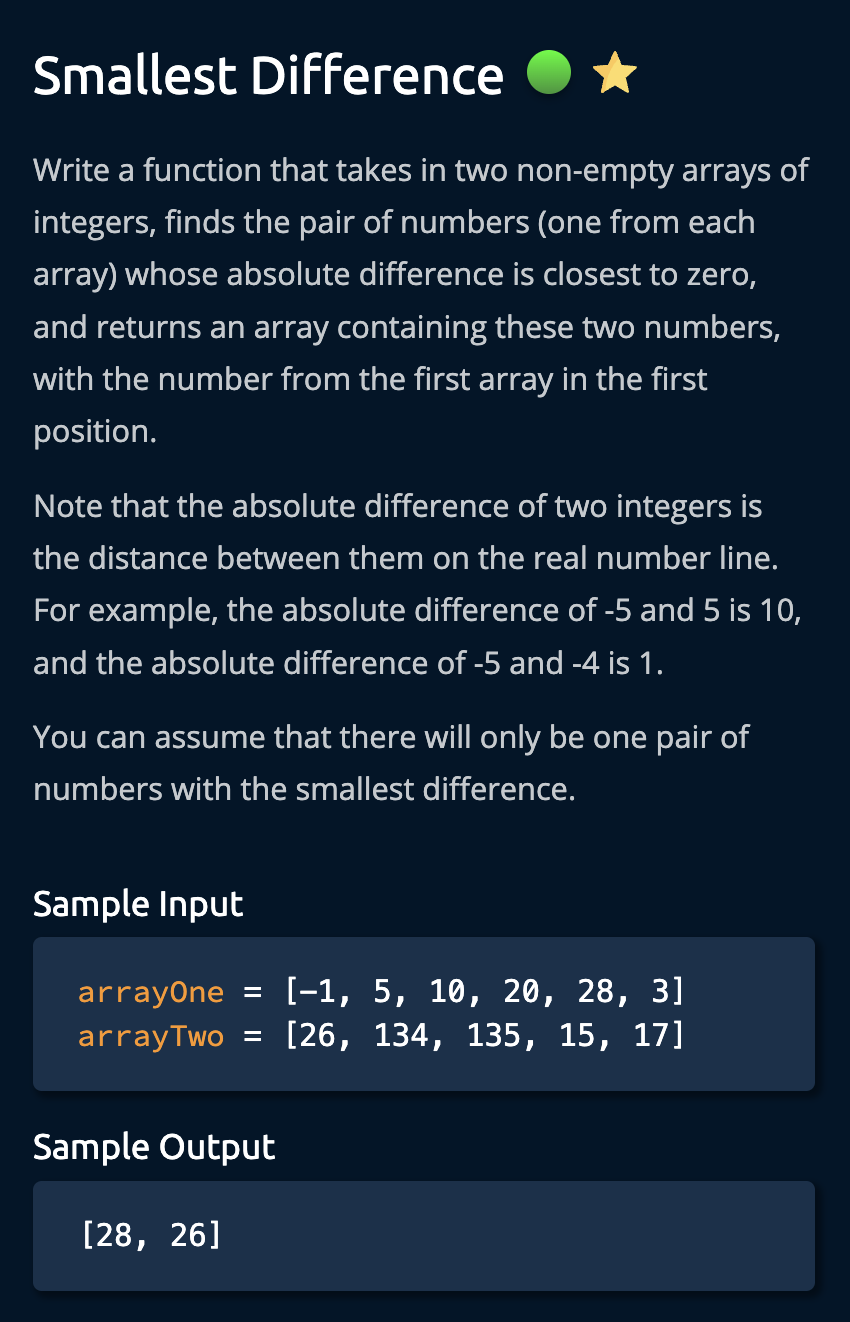 Smallest Difference
Write a function that takes in two non-empty arrays of
integers, finds the pair of numbers (one from each
array) whose absolute difference is closest to zero,
and returns an array containing these two numbers,
with the number from the first array in the first
position.
Note that the absolute difference of two integers is
the distance between them on the real number line.
For example, the absolute difference of -5 and 5 is 10,
and the absolute difference of -5 and -4 is 1.
You can assume that there will only be one pair of
numbers with the smallest difference.
Sample Input
arrayOne = [-1, 5, 10, 20, 28, 3]
arrayTwo = [26, 134, 135, 15, 17]
Sample Output
[28, 26]